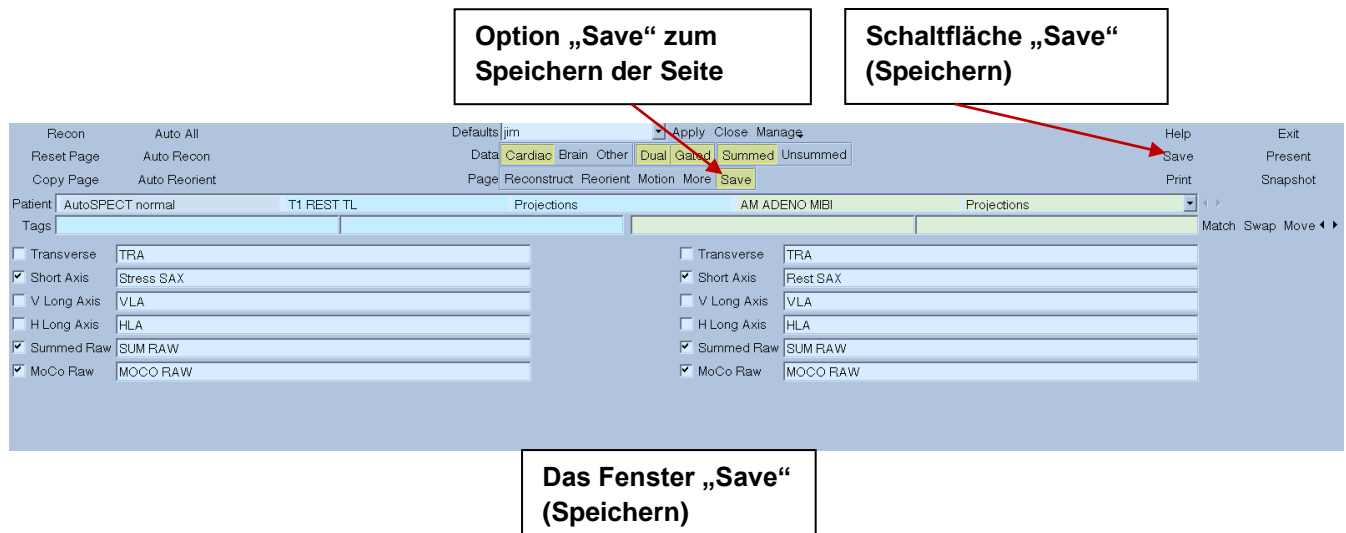 Option „Save“ zum
Speichern der Seite
Schaltfläche „Save“
(Speichern)
Recon Auto All Defaults jim Apply Close Manage Help Exit
Reset Page Auto Recon Data Cardiac Brain Other Dual Gated Summed Unsummed Save Present
Copy Page Auto Reorient Page Reconstruct Reorient Motion More Save Print Snapshot
Patient AutoSPECT normal T1 REST TL Projections AM ADENO MIBI Projections
Tags Match Swap Move
Transverse TRA Transverse TRA
Short Axis Stress SAX Short Axis Rest SAX
V Long Axis VLA V Long Axis VLA
H Long Axis HLA H Long Axis HLA
Summed Raw SUM RAW Summed Raw SUM RAW
MoCo Raw MOCO RAW MoCo Raw MOCO RAW
Das Fenster „Save“
(Speichern)